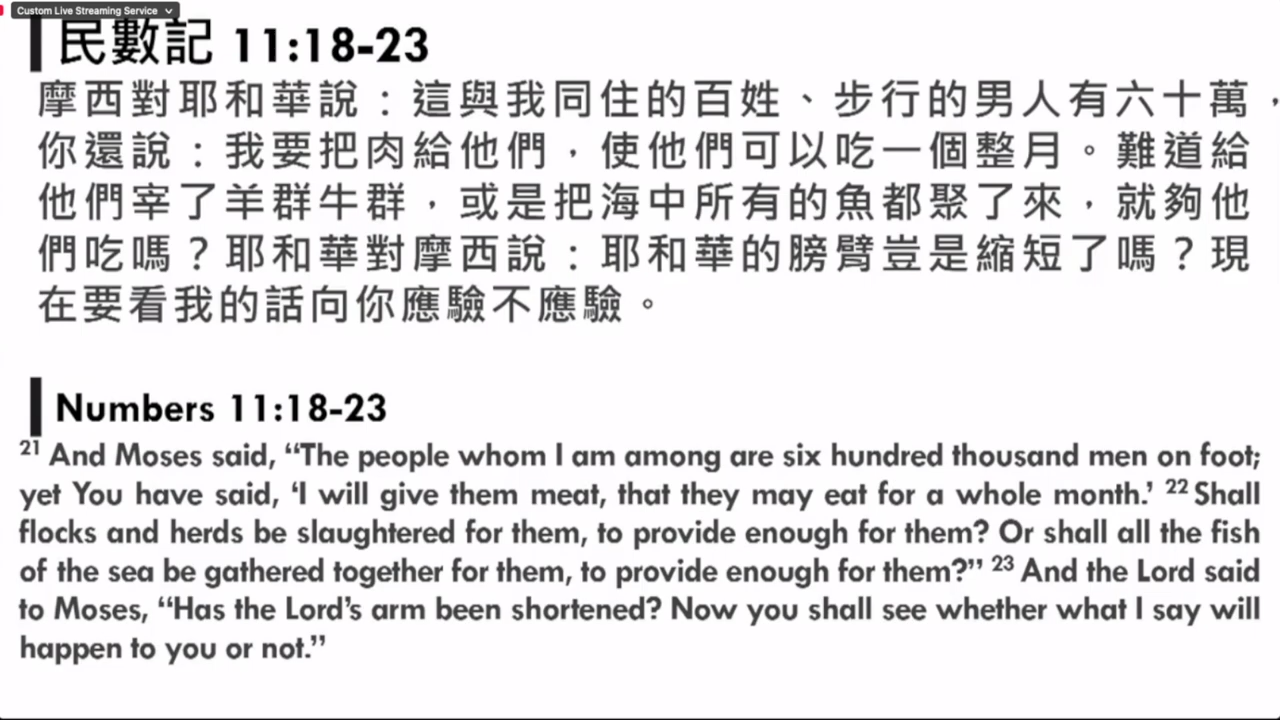 Custom Live Streaming Service
民數記 11:18-23
摩西對耶和華說：這與我同住的百姓、步行的男人有六十萬，
你還說：我要把肉給他們，使他們可以吃一個整月。難道給
他們宰了羊群牛群，或是把海中所有的魚都聚了來，就夠他
們吃嗎？耶和華對摩西說：耶和華的膀臂豈是縮短了嗎？現
在要看我的話向你應驗不應驗。
Numbers 11:18-23
21 And Moses said, “The people whom I am among are six hundred thousand men on foot;
yet You have said, ‘I will give them meat, that they may eat for a whole month.’ 22 Shall
flocks and herds be slaughtered for them, to provide enough for them? Or shall all the fish
of the sea be gathered together for them, to provide enough for them?” 23 And the Lord said
to Moses, “Has the Lord’s arm been shortened? Now you shall see whether what I say will
happen to you or not.”